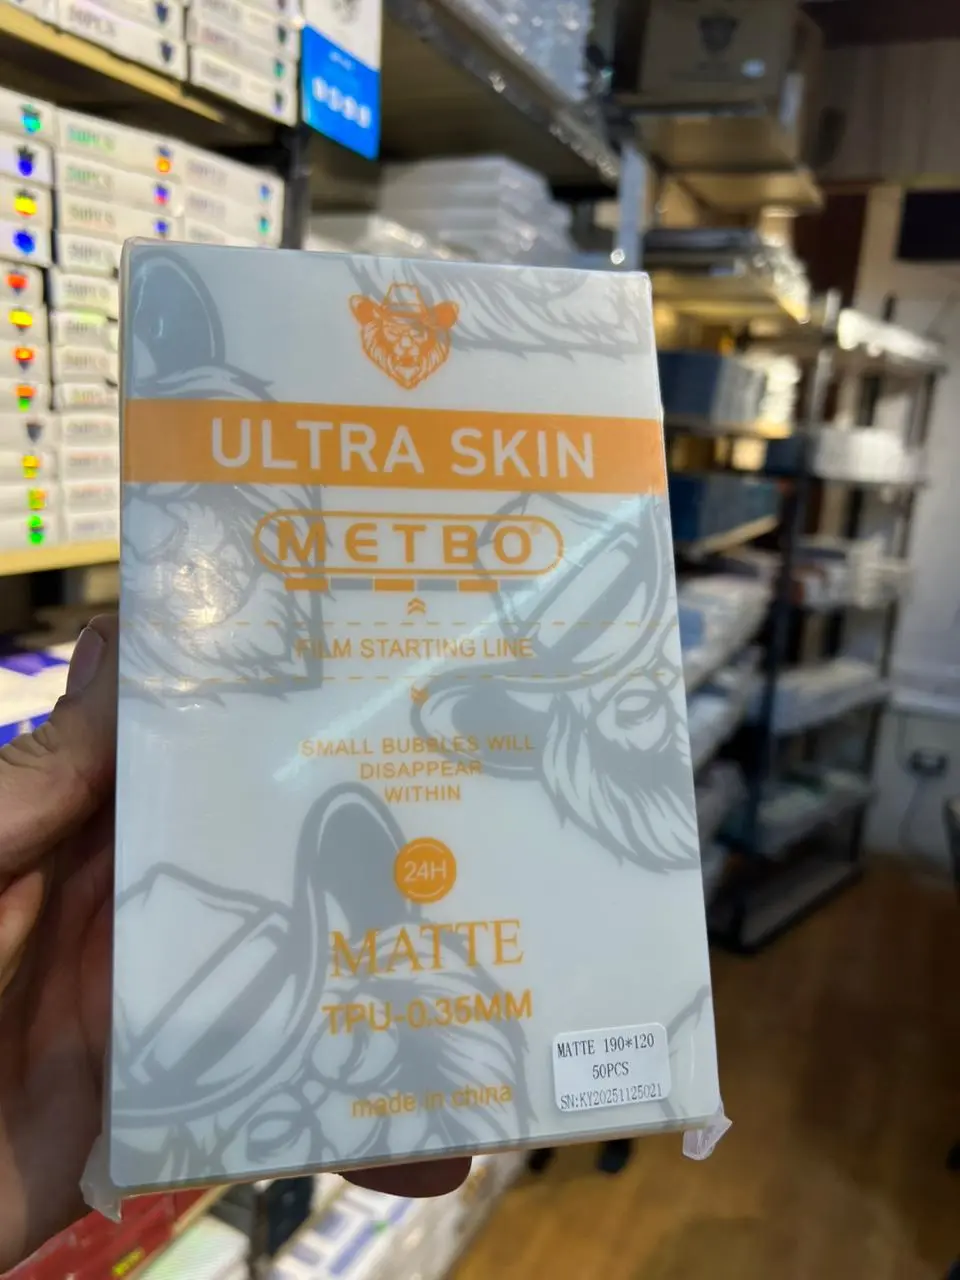 ULTRA SKIN
METBO®
FILM STARTING LINE
SMALL BUBBLES WILL
DISAPPEAR
WITHIN
24H
MATTE
TPU-0.35MM
made in china
MATTE 190*120
50PCS
SN:KY20251125021